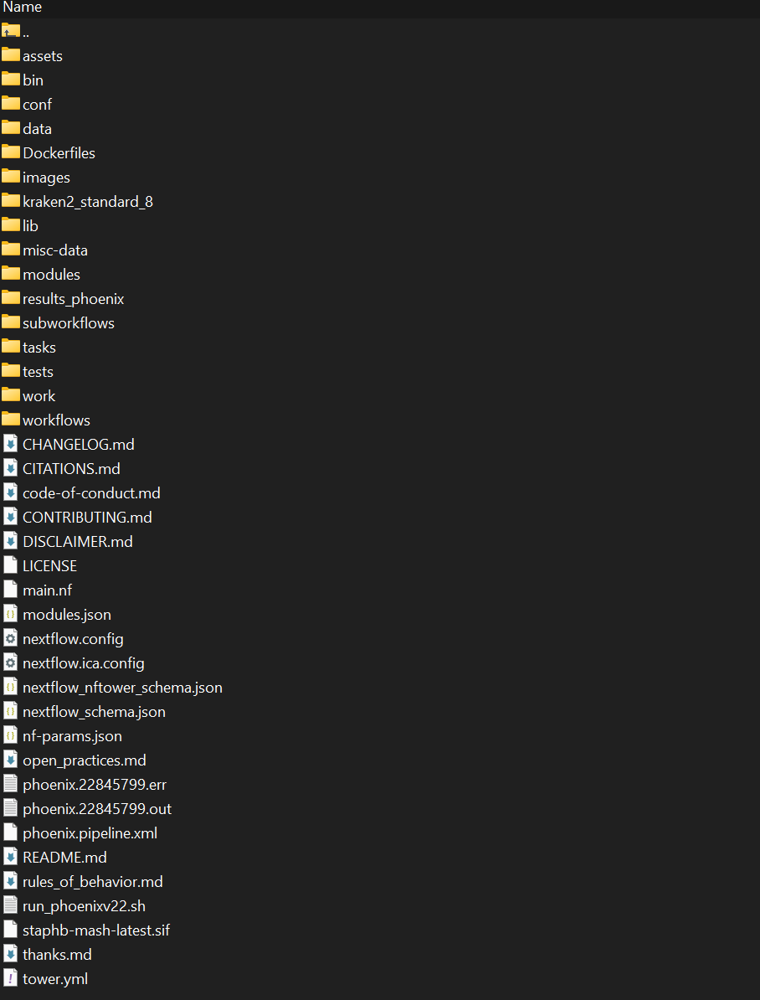 Name
..
assets
bin
conf
data
Dockerfiles
images
kraken2_standard_8
lib
misc-data
modules
results_phoenix
subworkflows
tasks
tests
work
workflows
CHANGELOG.md
CITATIONS.md
code-of-conduct.md
CONTRIBUTING.md
DISCLAIMER.md
LICENSE
main.nf
modules.json
nextflow.config
nextflow.ica.config
nextflow_nftower_schema.json
nextflow_schema.json
nf-params.json
open_practices.md
phoenix.22845799.err
phoenix.22845799.out
phoenix.pipeline.xml
README.md
rules_of_behavior.md
run_phoenixv22.sh
staphb-mash-latest.sif
thanks.md
tower.yml